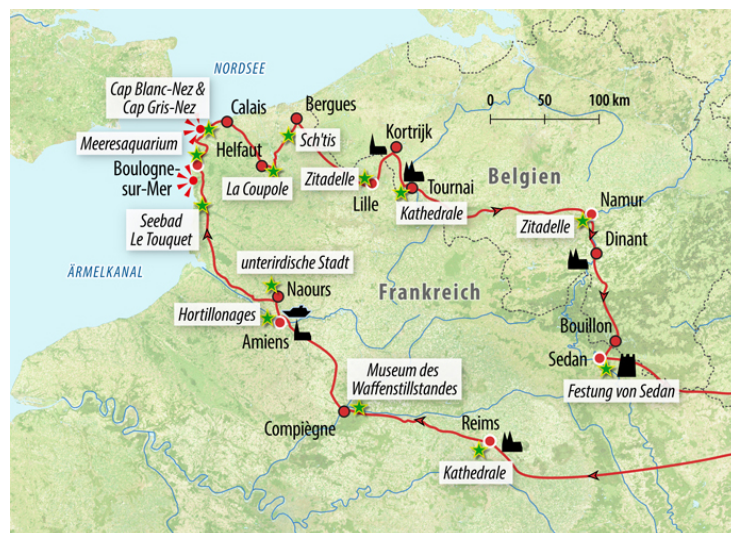 NORDSEE
Cap Blanc-Nez &
Cap Gris-Nez
Calais
Bergues
0 50 100 km
Meeresaquarium
Helfaut
Sch'tis
Kortrijk
Boulogne-
sur-Mer
La Coupole
Zitadelle
Lille
Tournai
Belgien
Kathedrale
Namur
Seebad
Le Touquet
Zitadelle
Dinant
ÄRMELKANAL
unterirdische Stadt
Naours
Frankreich
Hortillonages
Amiens
Bouillon
Sedan
Museum des
Waffenstillstandes
Festung von Sedan
Compiègne
Reims
Kathedrale